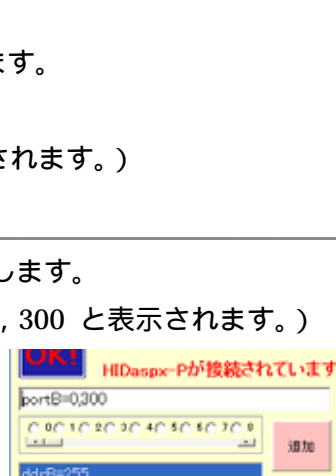 ます。
されます。)
します。
, 300 と表示されます。)
OK!
HIDaspx-Pが接続されています
portB=0,300
0 1 2 3 4 5 6 7 8
追加
ddrB=255